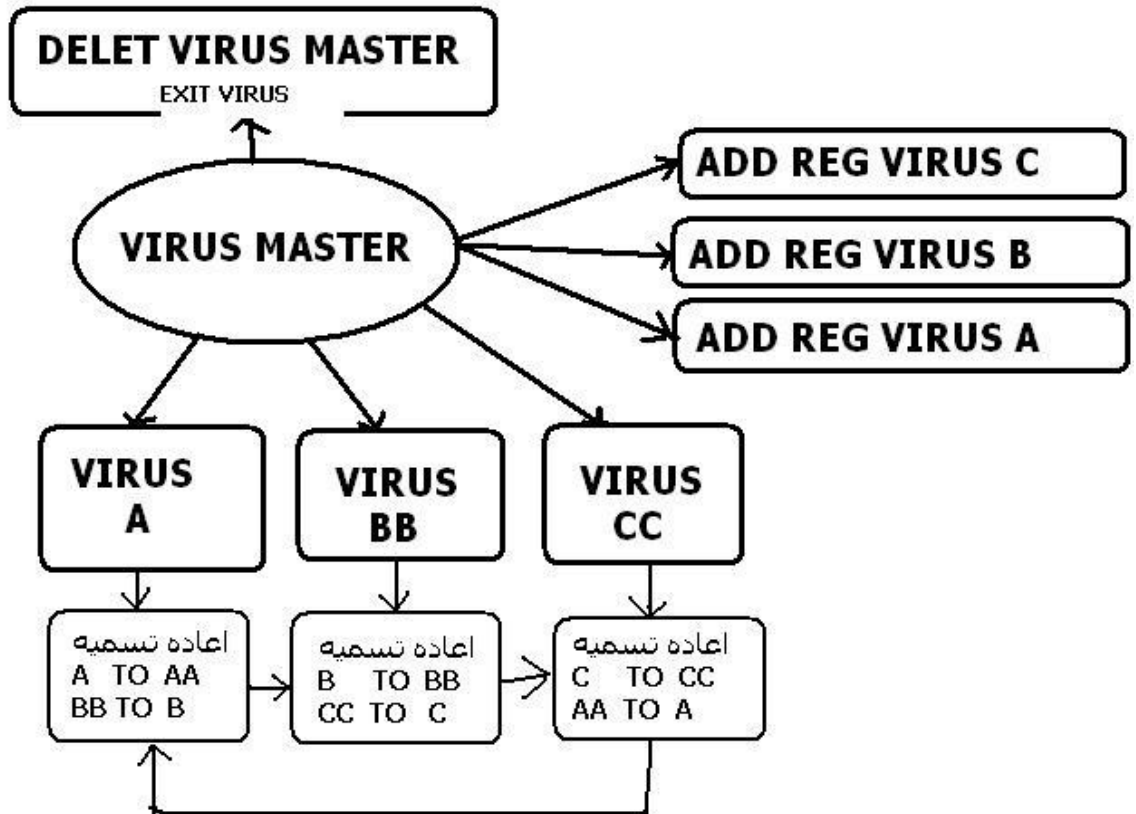 DELET VIRUS MASTER
EXIT VIRUS
VIRUS MASTER
ADD REG VIRUS C
ADD REG VIRUS B
ADD REG VIRUS A
VIRUS
A
VIRUS
BB
VIRUS
CC
اعاده تسميه
A TO AA
BB TO B
اعاده تسميه
B TO BB
CC TO C
اعاده تسميه
C TO CC
AA TO A